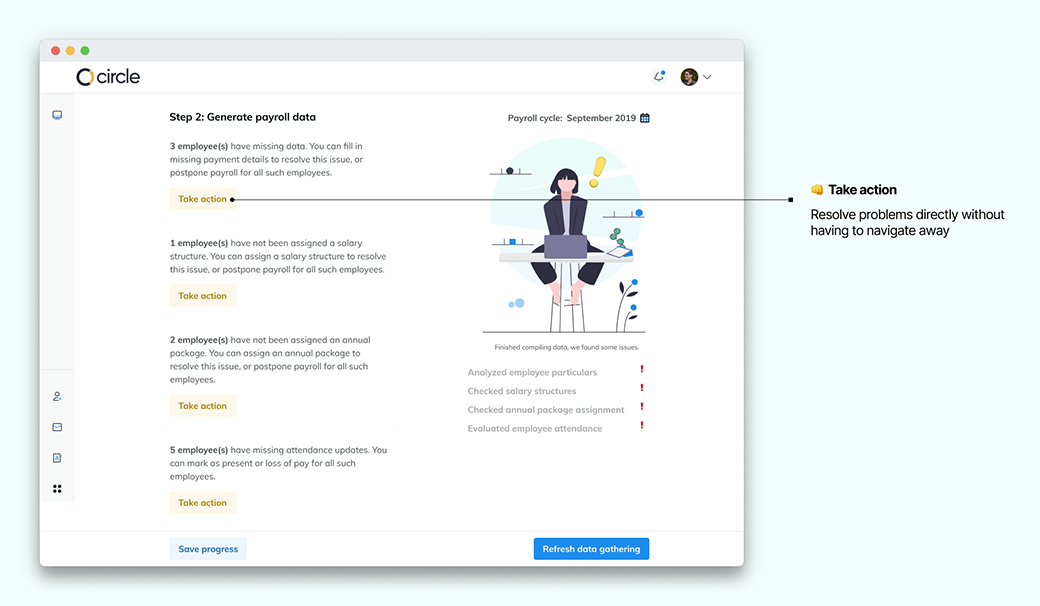 circle
Step 2: Generate payroll data
Payroll cycle: September 2019
3 employee(s) have missing data. You can fill in
missing payment details to resolve this issue, or
postpone payroll for all such employees.
Take action
1 employee(s) have not been assigned a salary
structure. You can assign a salary structure to resolve
this issue, or postpone payroll for all such employees.
Take action
2 employee(s) have not been assigned an annual
package. You can assign an annual package to
resolve this issue, or postpone payroll for all such
employees.
Take action
5 employee(s) have missing attendance updates. You
can mark as present or loss of pay for all such
employees.
Take action
Finished compiling data, we found some issues.
Analyzed employee particulars !
Checked salary structures !
Checked annual package assignment !
Evaluated employee attendance !
Save progress
Refresh data gathering
👊 Take action
Resolve problems directly without
having to navigate away